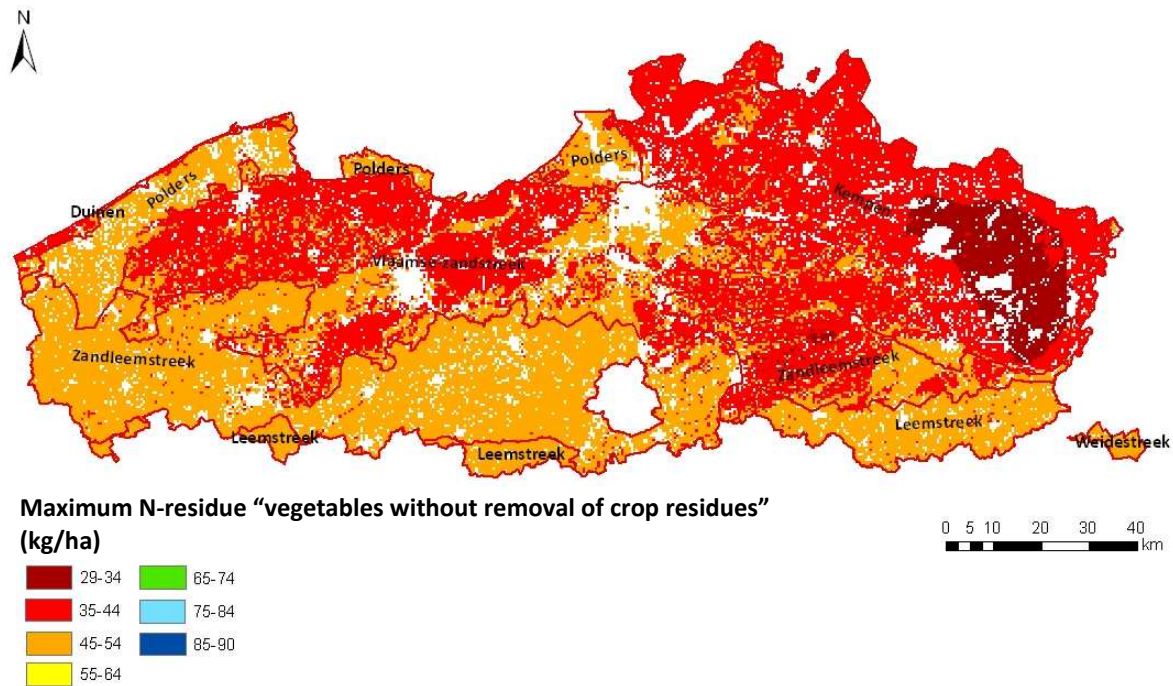 N
Polders
Polders
Polders
Duinen
Kempen
Vlaamse zandstreek
Zandleemstreek
Zandleemstreek
Leemstreek
Leemstreek
Leemstreek
Weidestreek
Maximum N-residue “vegetables without removal of crop residues”
(kg/ha)
0 5 10 20 30 40
km
29-34
65-74
35-44
75-84
45-54
85-90
55-64